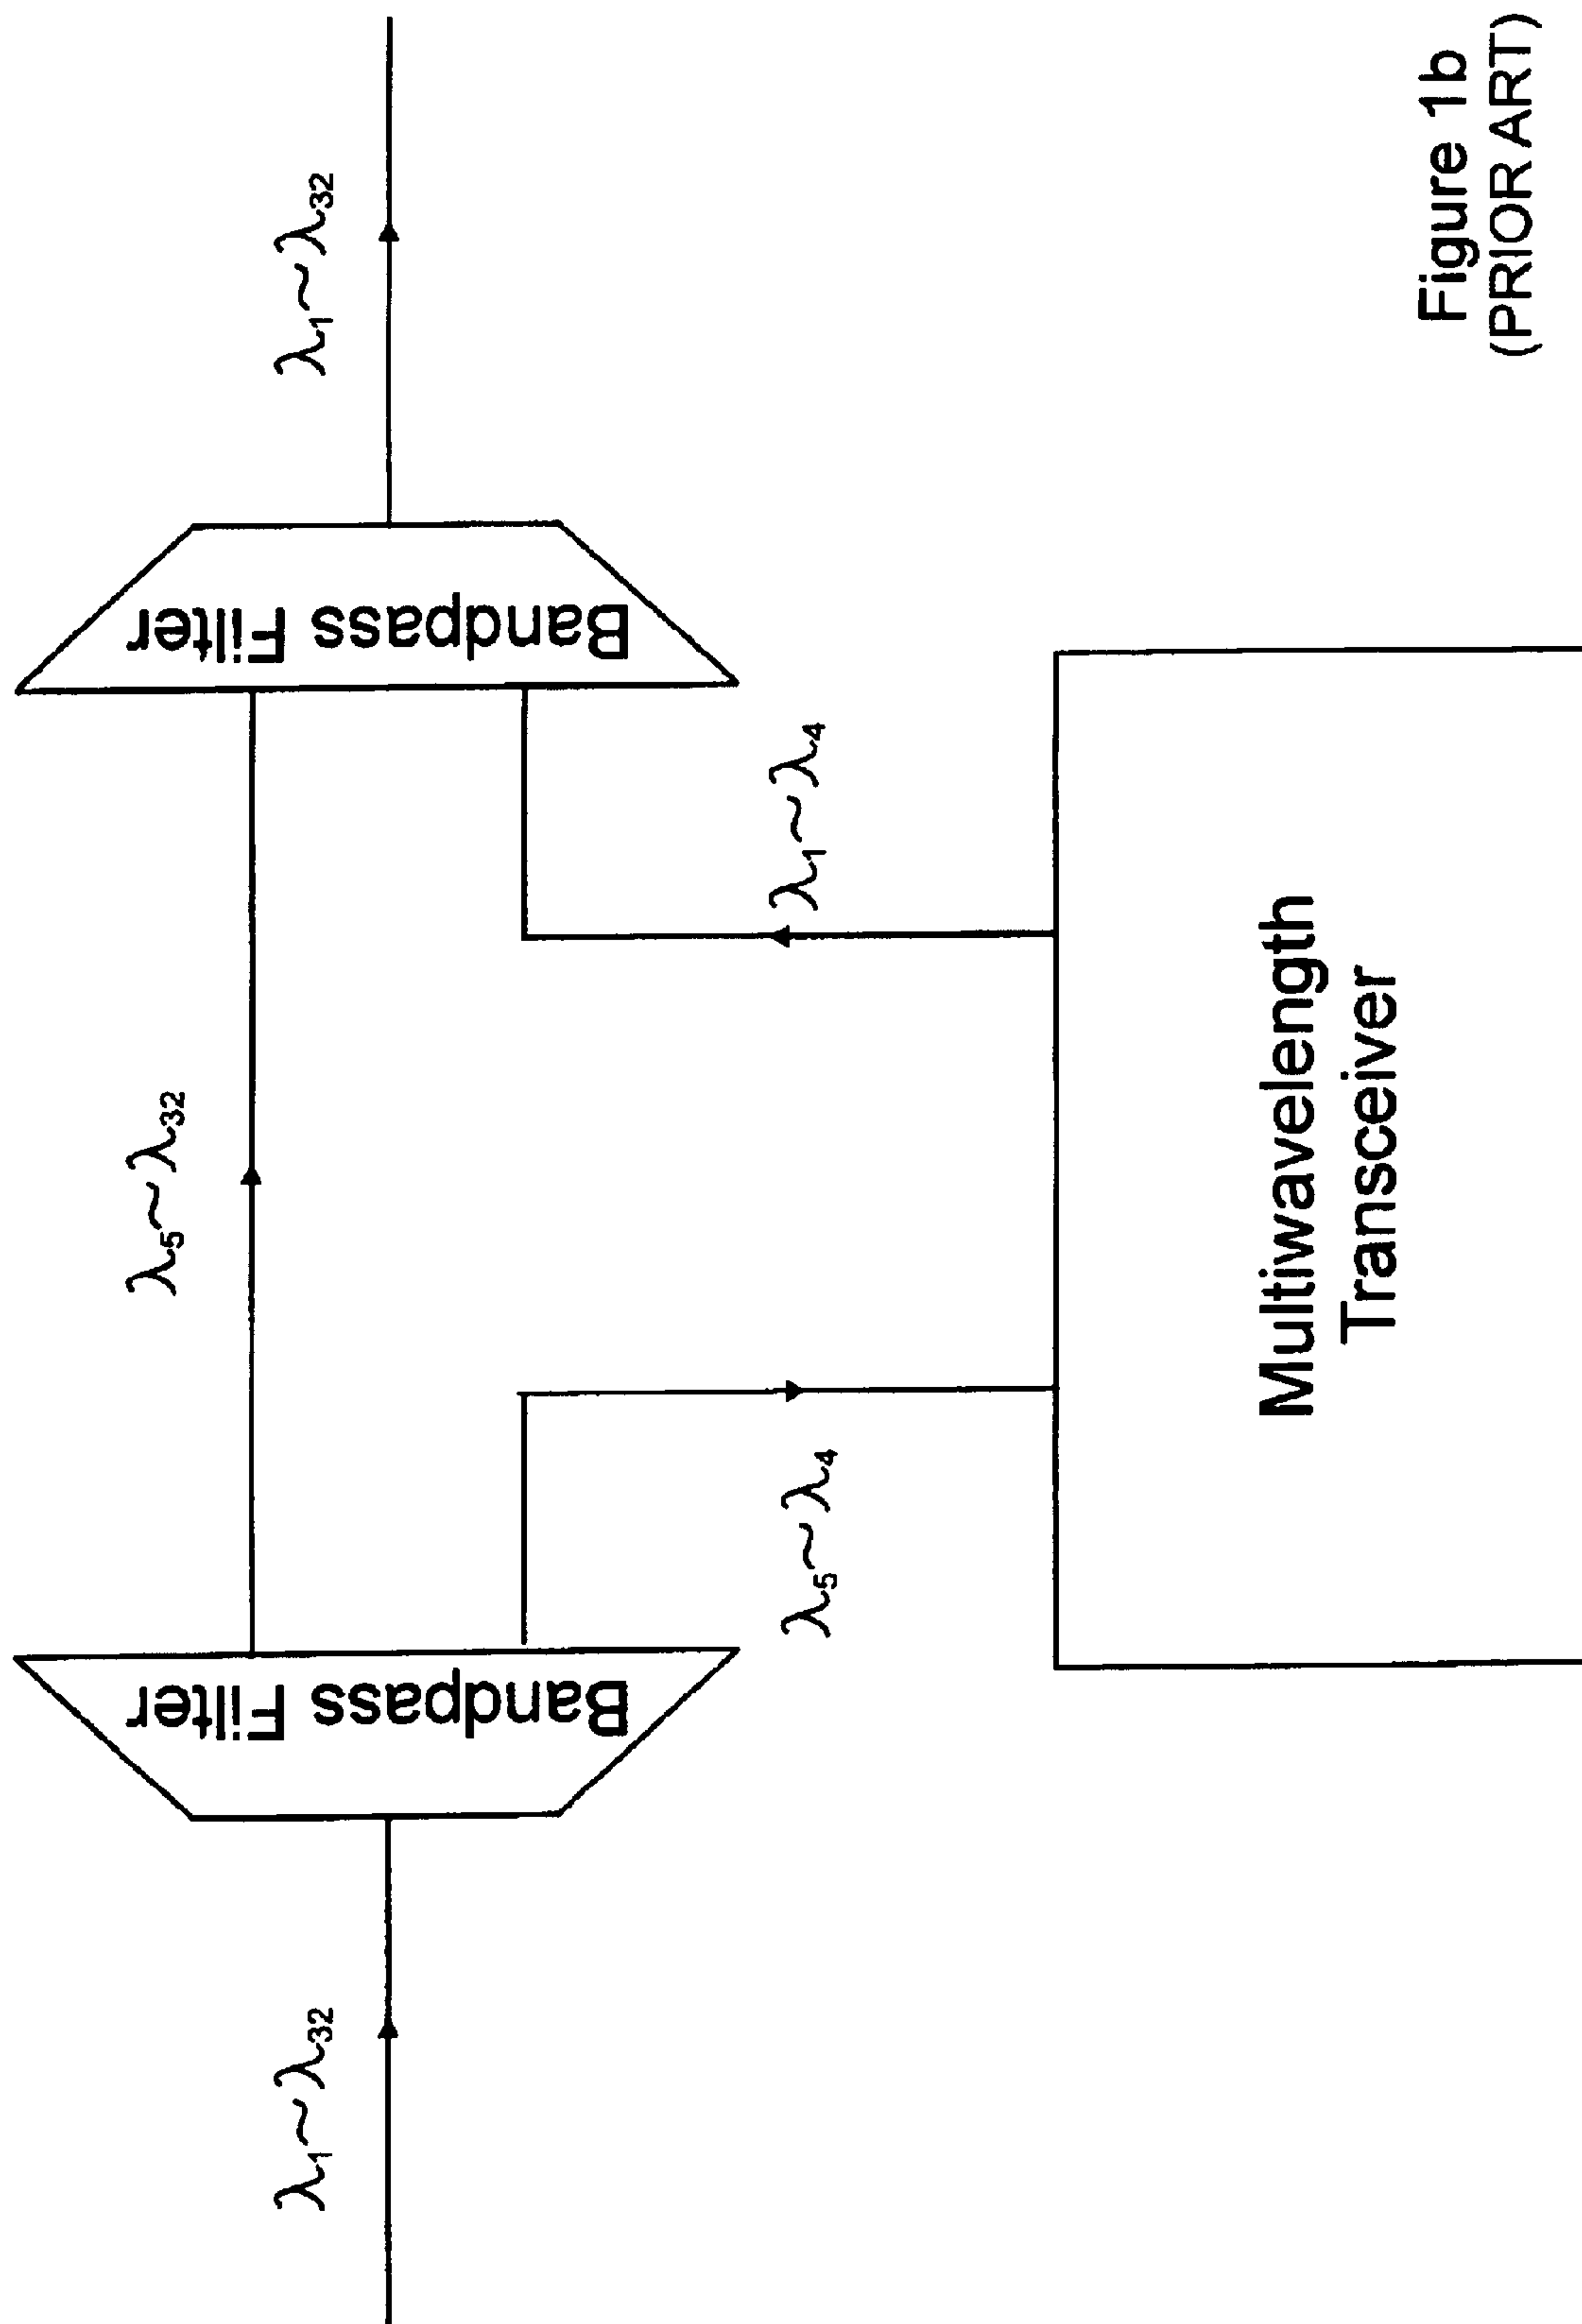 λ₅~λ₃₂
λ₁~λ₃₂
λ₁~λ₃₂
Bandpass Filter
Bandpass Filter
λ₅~λ₄
λ₁~λ₄
Multiwavelength
Transceiver
Figure 1b
(PRIOR ART)